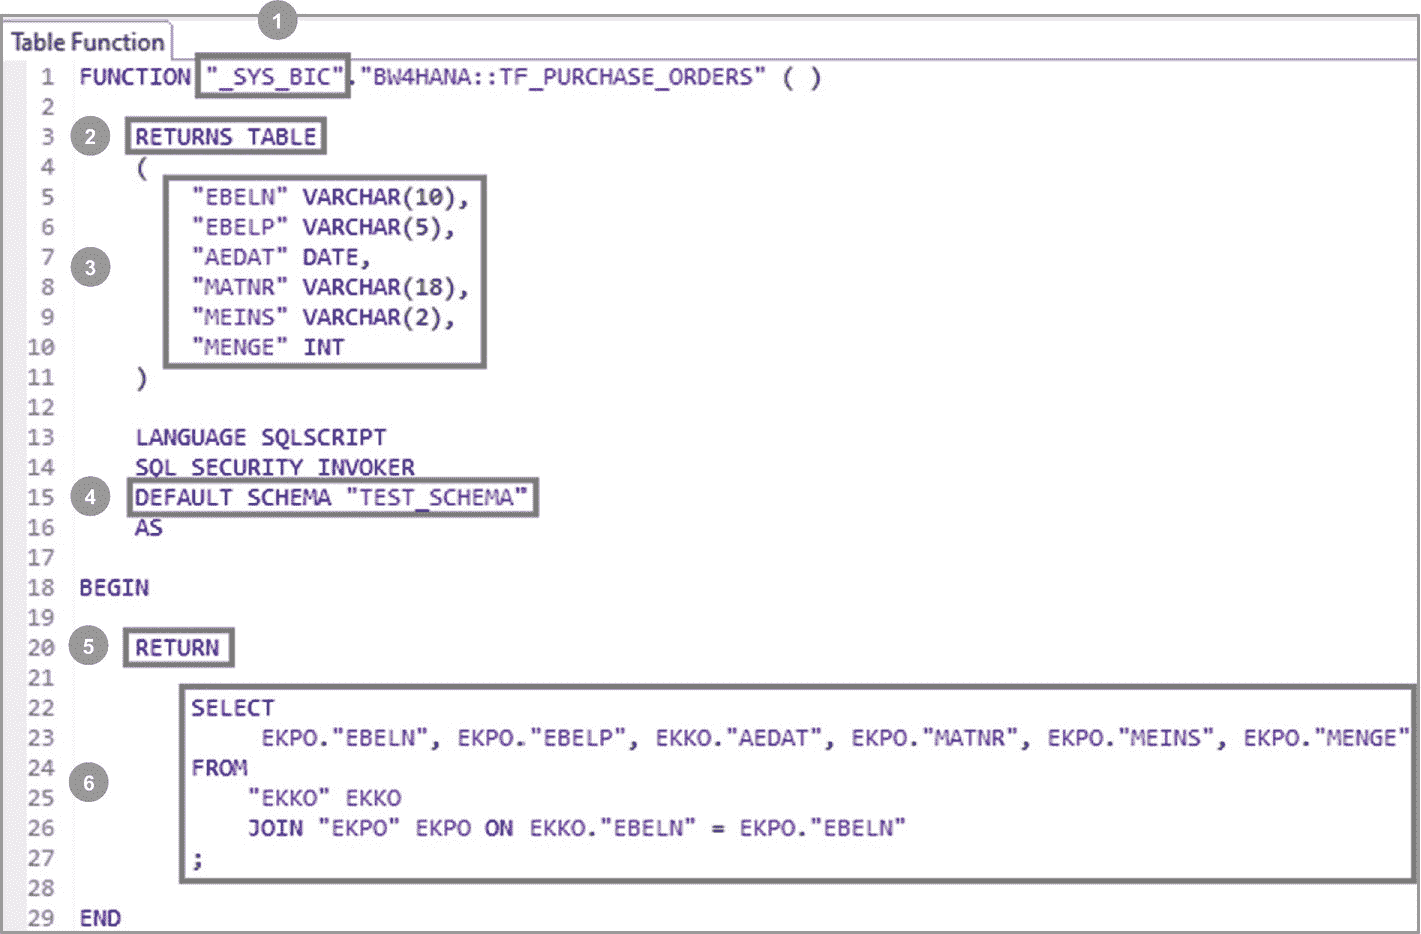 1
Table Function
1 FUNCTION "_SYS_BIC"."BW4HANA::TF_PURCHASE_ORDERS" ( )
2
2 3 RETURNS TABLE
4 (
5 "EBELN" VARCHAR(10),
6 "EBELP" VARCHAR(5),
3 7 "AEDAT" DATE,
8 "MATNR" VARCHAR(18),
9 "MEINS" VARCHAR(2),
10 "MENGE" INT
11 )
12
13 LANGUAGE SQLSCRIPT
14 SQL SECURITY INVOKER
4 15 DEFAULT SCHEMA "TEST_SCHEMA"
16 AS
17
18 BEGIN
19
5 20 RETURN
21
22 SELECT
23 EKPO."EBELN", EKPO."EBELP", EKKO."AEDAT", EKPO."MATNR", EKPO."MEINS", EKPO."MENGE"
6 24 FROM
25 "EKKO" EKKO
26 JOIN "EKPO" EKPO ON EKKO."EBELN" = EKPO."EBELN"
27 ;
28
29 END